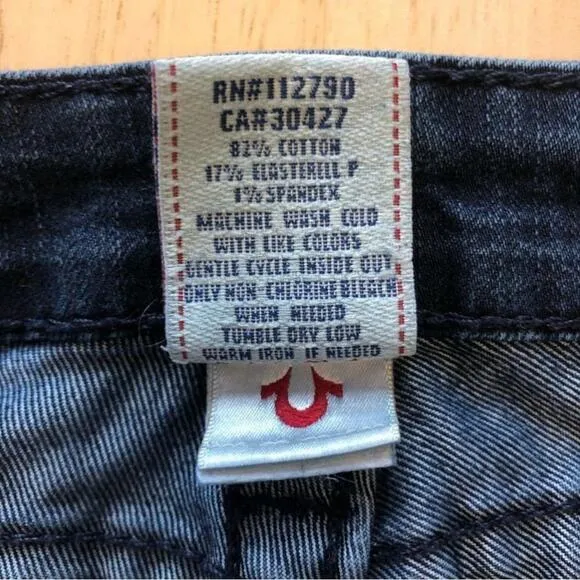 RN#112790
CA#30427
82% COTTON
17% ELASTERELL P
1% SPANDEX
MACHINE WASH COLD
WITH LIKE COLORS
GENTLE CYCLE INSIDE OUT
ONLY NON CHLORINE BLEACH
WHEN NEEDED
TUMBLE DRY LOW
WARM IRON IF NEEDED